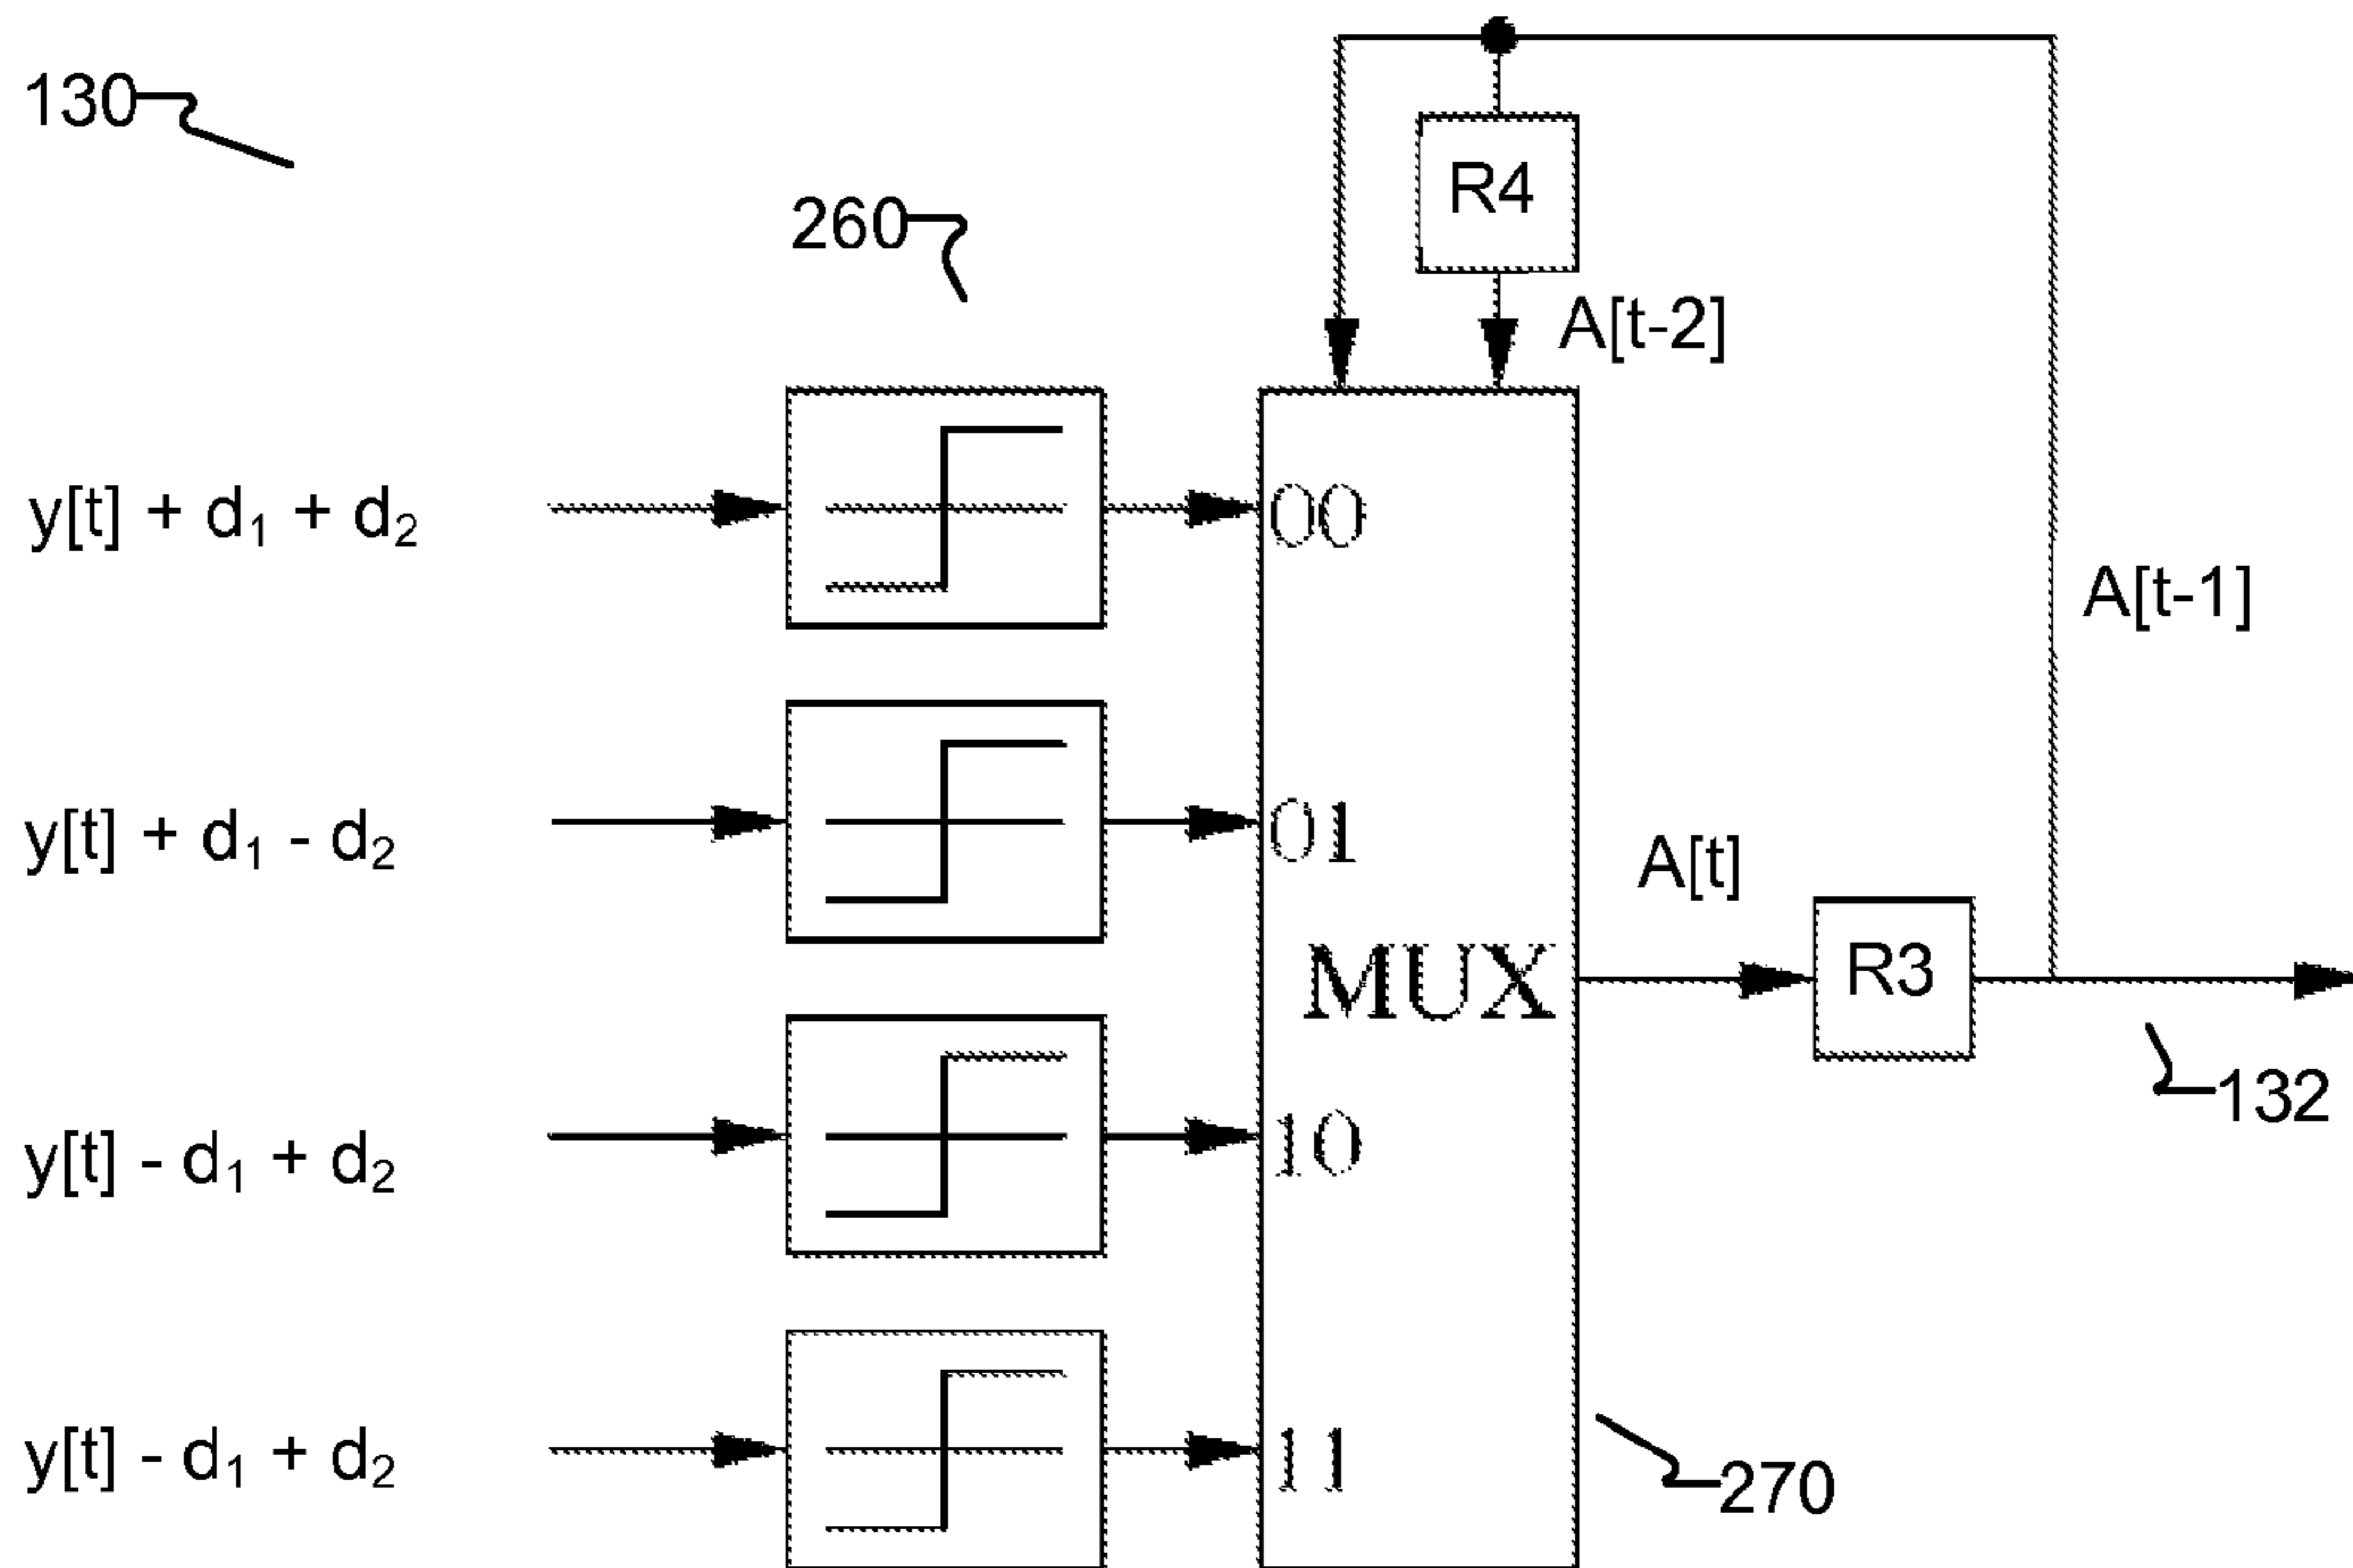 130
R4
260
A[t-2]
y[t] + d₁ + d₂
00
A[t-1]
y[t] + d₁ - d₂
01
A[t]
MUX
R3
132
y[t] - d₁ + d₂
10
y[t] - d₁ + d₂
11
270